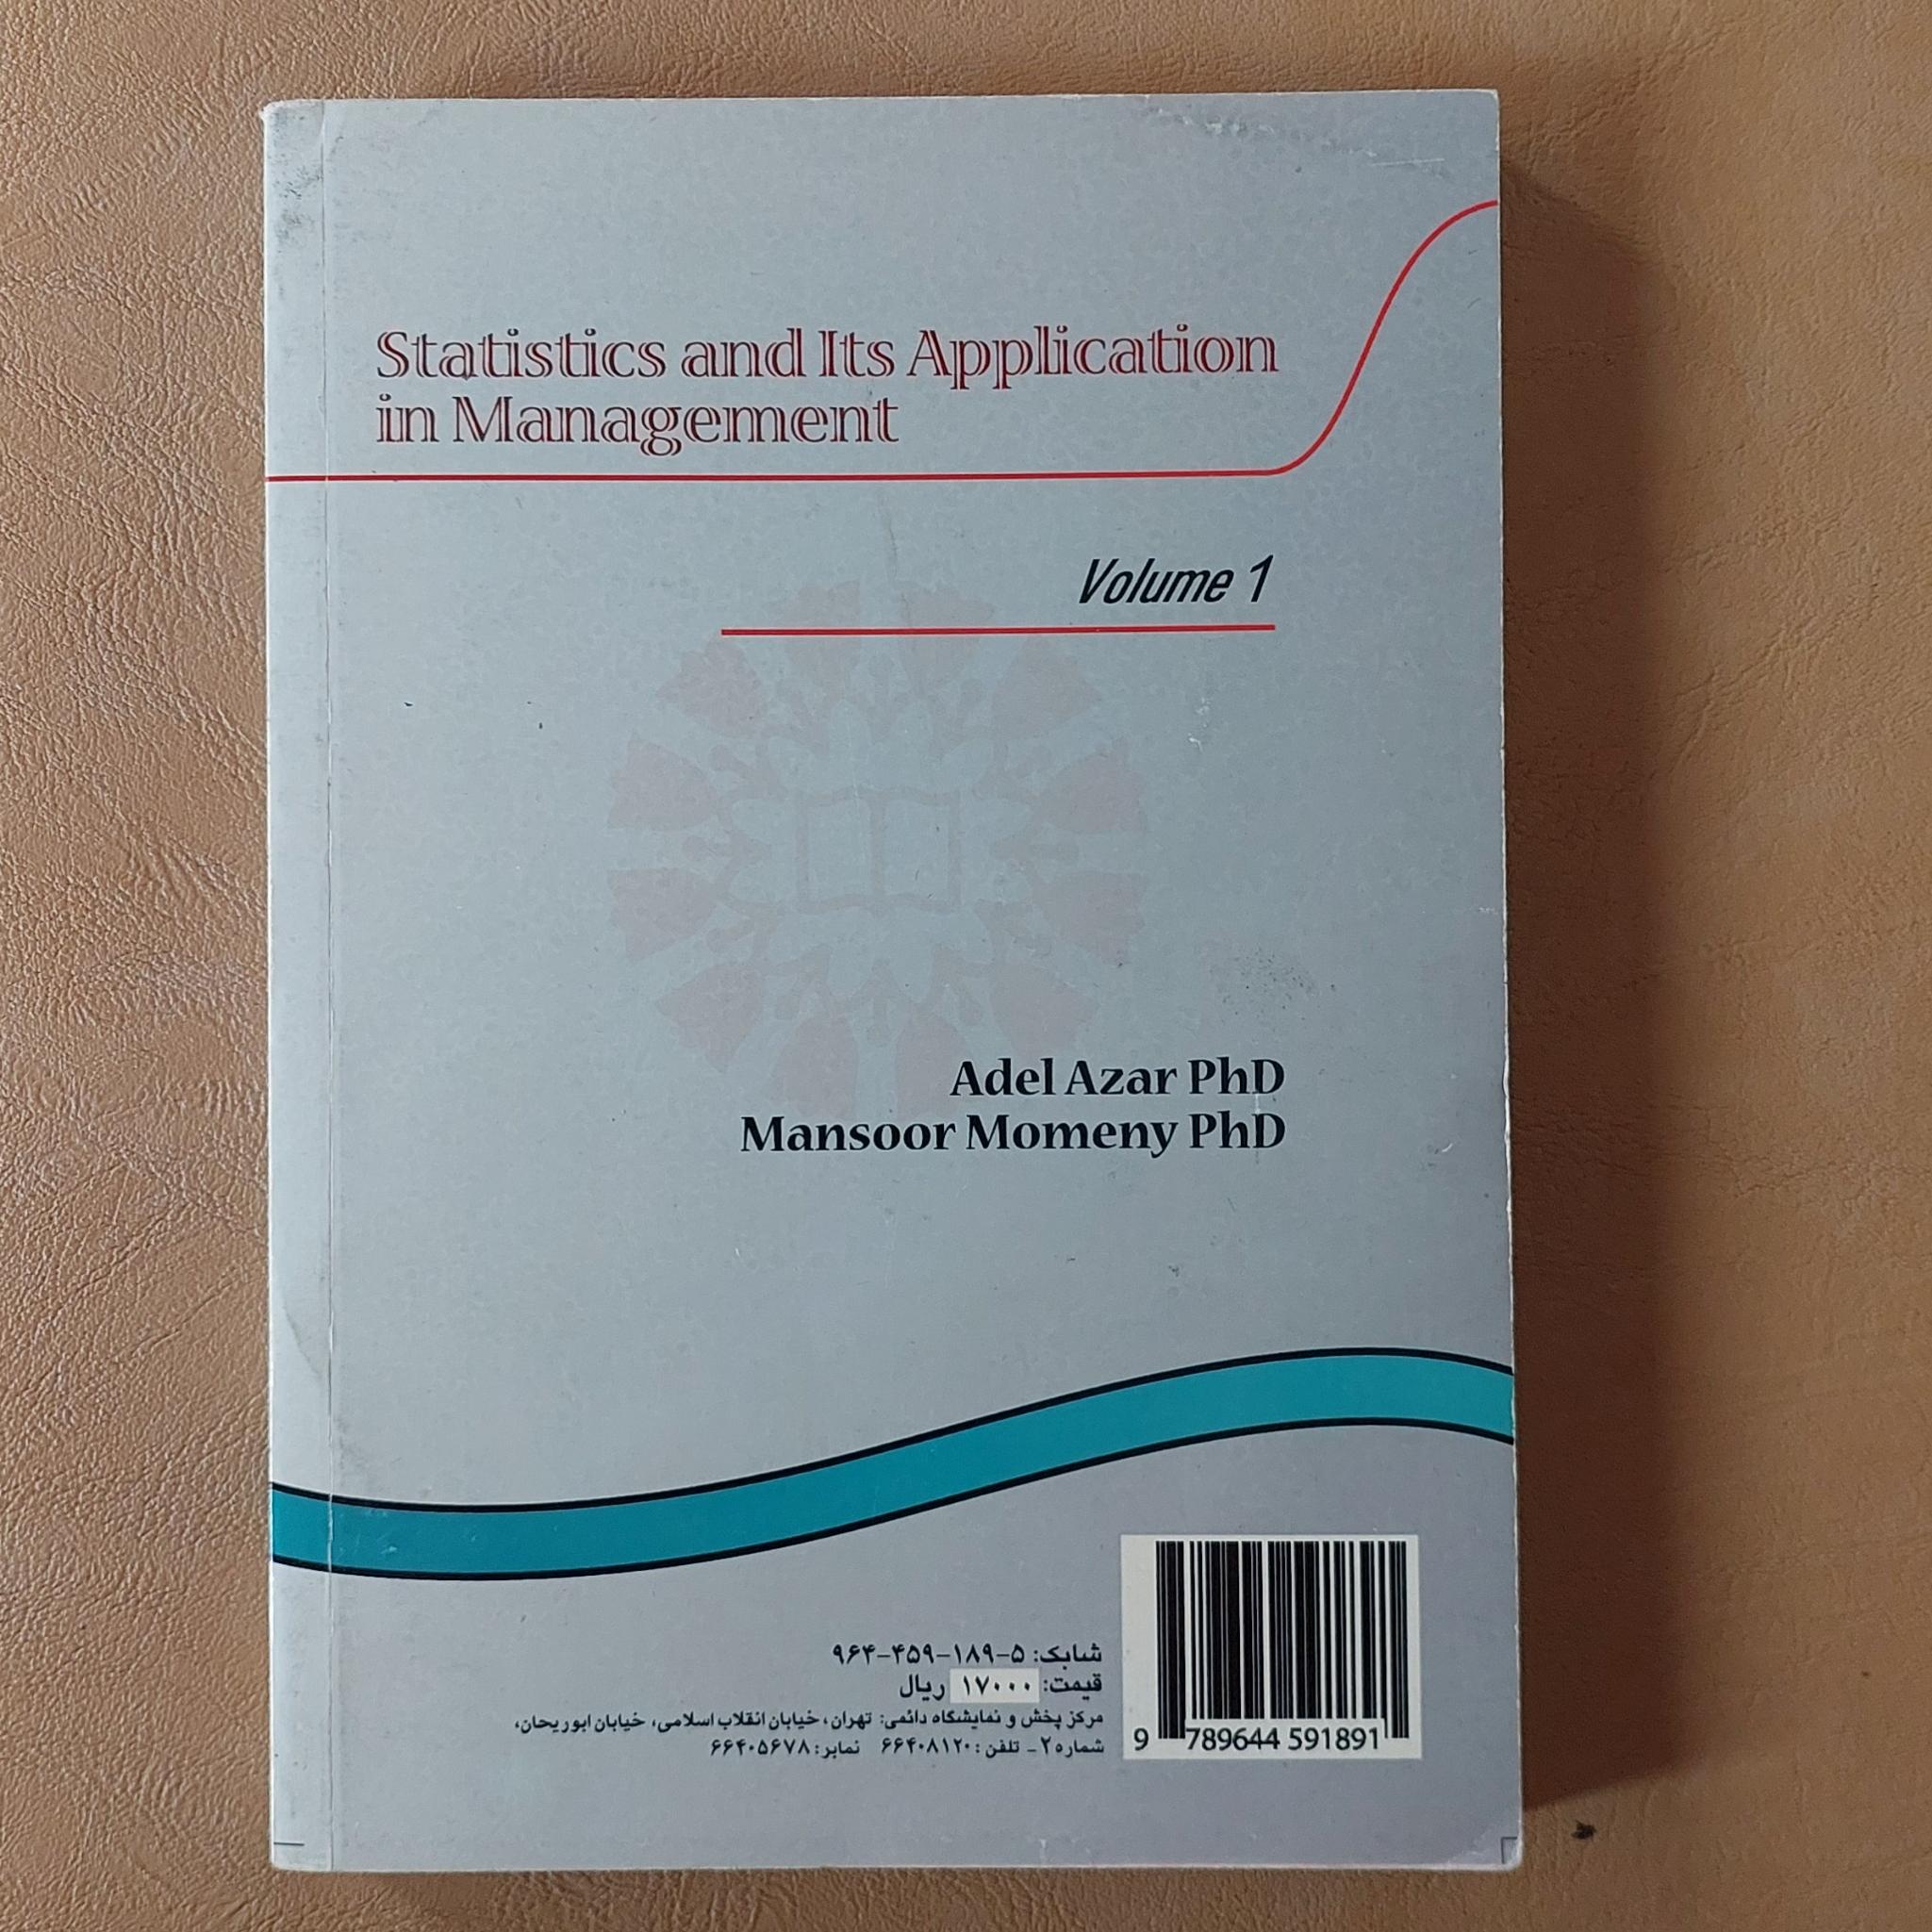 Statistics and Its Application
in Management
Volume 1
Adel Azar PhD
Mansoor Momeny PhD
شابک: ۵-۱۸۹-۴۵۹-۹۶۴
قیمت: ۱۷۰۰۰ ریال
مرکز پخش و نمایشگاه دائمی: تهران، خیابان انقلاب اسلامی، خیابان ابوریحان،
شماره ۲- تلفن: ۶۶۴۰۸۱۲۰ نمابر: ۶۶۴۰۵۶۷۸
9 789644 591891